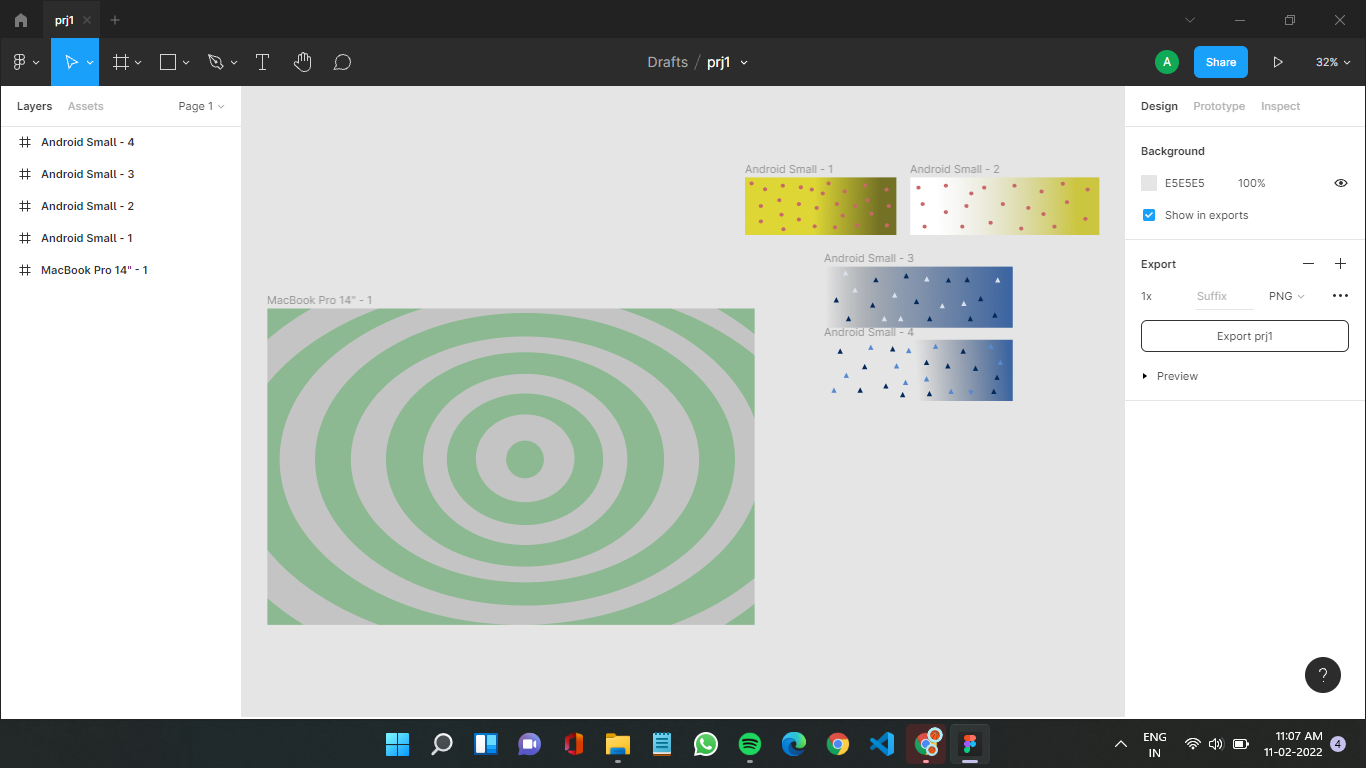 prj1
Drafts / prj1
A
Share
32%
Layers
Assets
Page 1
Android Small - 4
Android Small - 3
Android Small - 2
Android Small - 1
MacBook Pro 14" - 1
Android Small - 1
Android Small - 2
Android Small - 3
Android Small - 4
MacBook Pro 14" - 1
Design
Prototype
Inspect
Background
E5E5E5
100%
Show in exports
Export
1x
Suffix
PNG
Export prj1
Preview
?
ENG
IN
11:07 AM
11-02-2022
4